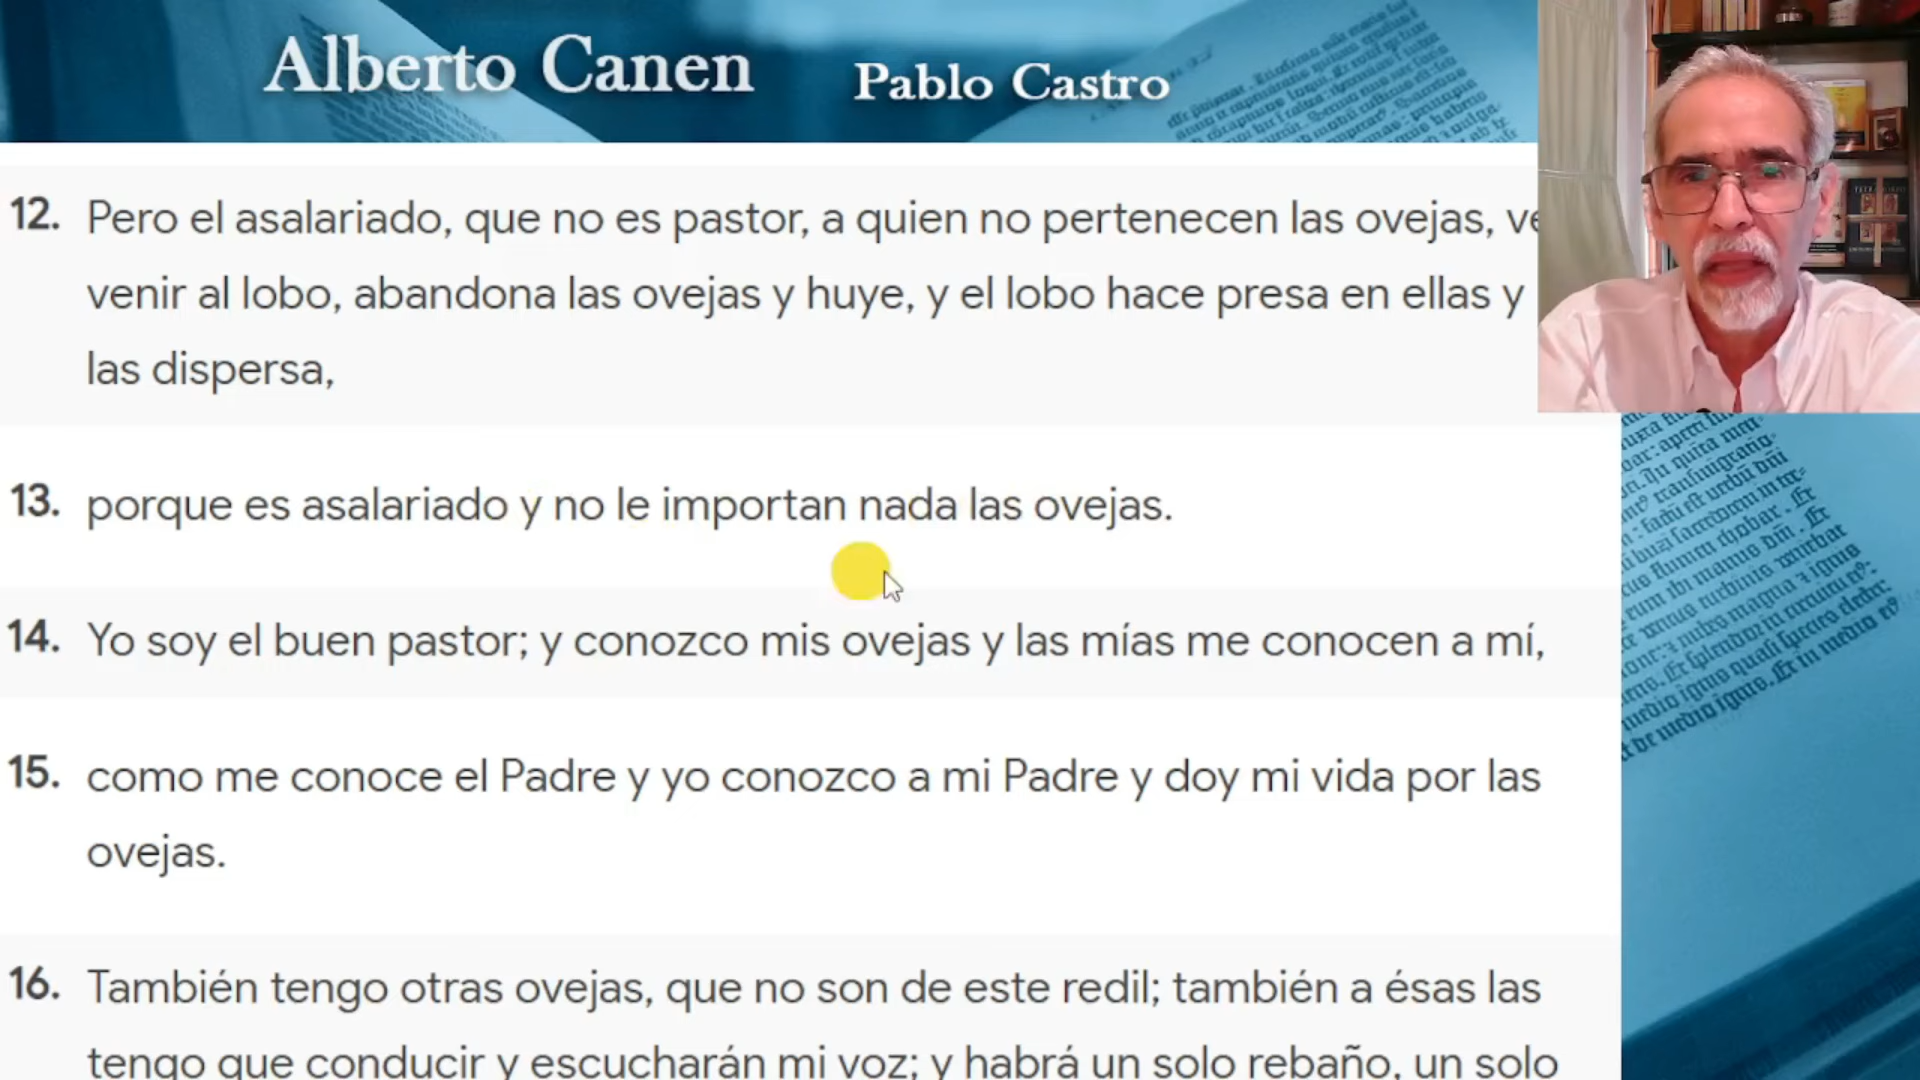 Alberto Canen
Pablo Castro
12. Pero el asalariado, que no es pastor, a quien no pertenecen las ovejas, ve
venir al lobo, abandona las ovejas y huye, y el lobo hace presa en ellas y
las dispersa,
13. porque es asalariado y no le importan nada las ovejas.
14. Yo soy el buen pastor; y conozco mis ovejas y las mías me conocen a mí,
15. como me conoce el Padre y yo conozco a mi Padre y doy mi vida por las
ovejas.
16. También tengo otras ovejas, que no son de este redil; también a ésas las
tengo que conducir y escucharán mi voz; y habrá un solo rebaño, un solo